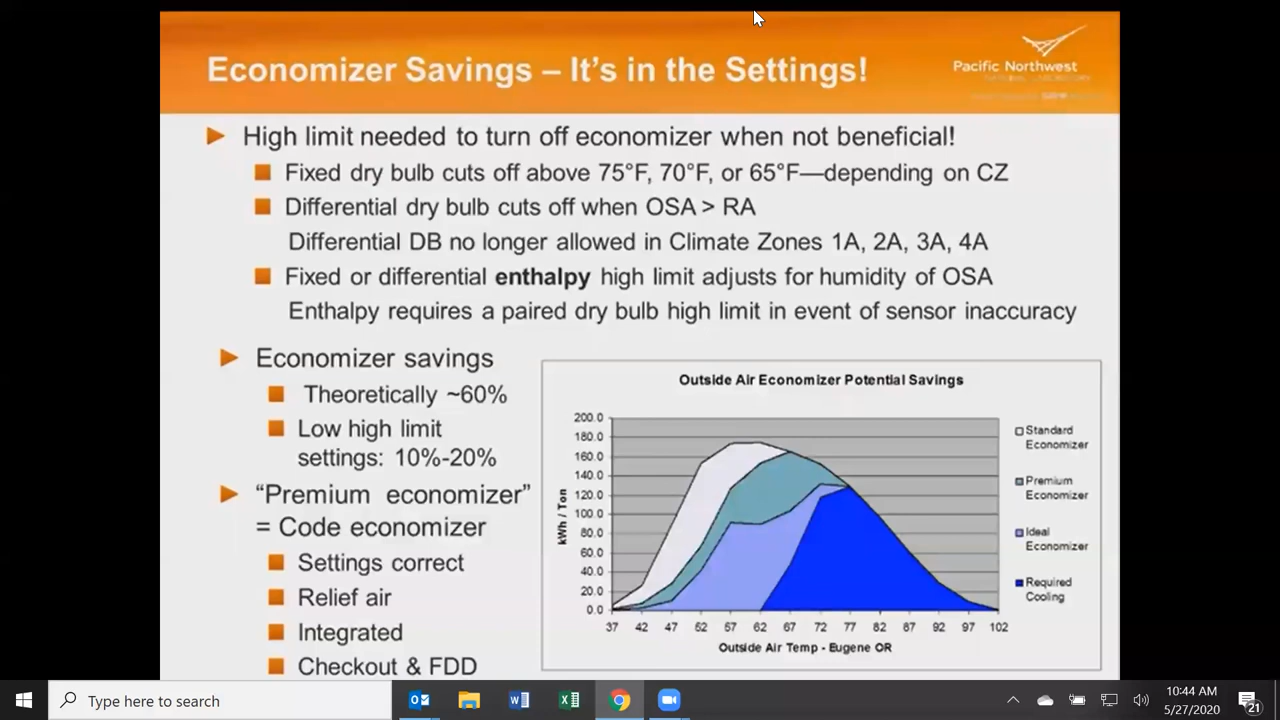 Economizer Savings – It's in the Settings!
Pacific Northwest
NATIONAL LABORATORY
High limit needed to turn off economizer when not beneficial!
Fixed dry bulb cuts off above 75°F, 70°F, or 65°F—depending on CZ
Differential dry bulb cuts off when OSA > RA
Differential DB no longer allowed in Climate Zones 1A, 2A, 3A, 4A
Fixed or differential enthalpy high limit adjusts for humidity of OSA
Enthalpy requires a paired dry bulb high limit in event of sensor inaccuracy
Economizer savings
Theoretically ~60%
Low high limit
settings: 10%-20%
“Premium economizer”
= Code economizer
Settings correct
Relief air
Integrated
Checkout & FDD
Outside Air Economizer Potential Savings
200.0
180.0
160.0
140.0
120.0
100.0
80.0
60.0
40.0
20.0
0.0
kWh / Ton
37 42 47 52 57 62 67 72 77 82 87 92 97 102
Outside Air Temp - Eugene OR
Standard
Economizer
Premium
Economizer
Ideal
Economizer
Required
Cooling
Type here to search
10:44 AM
5/27/2020
21